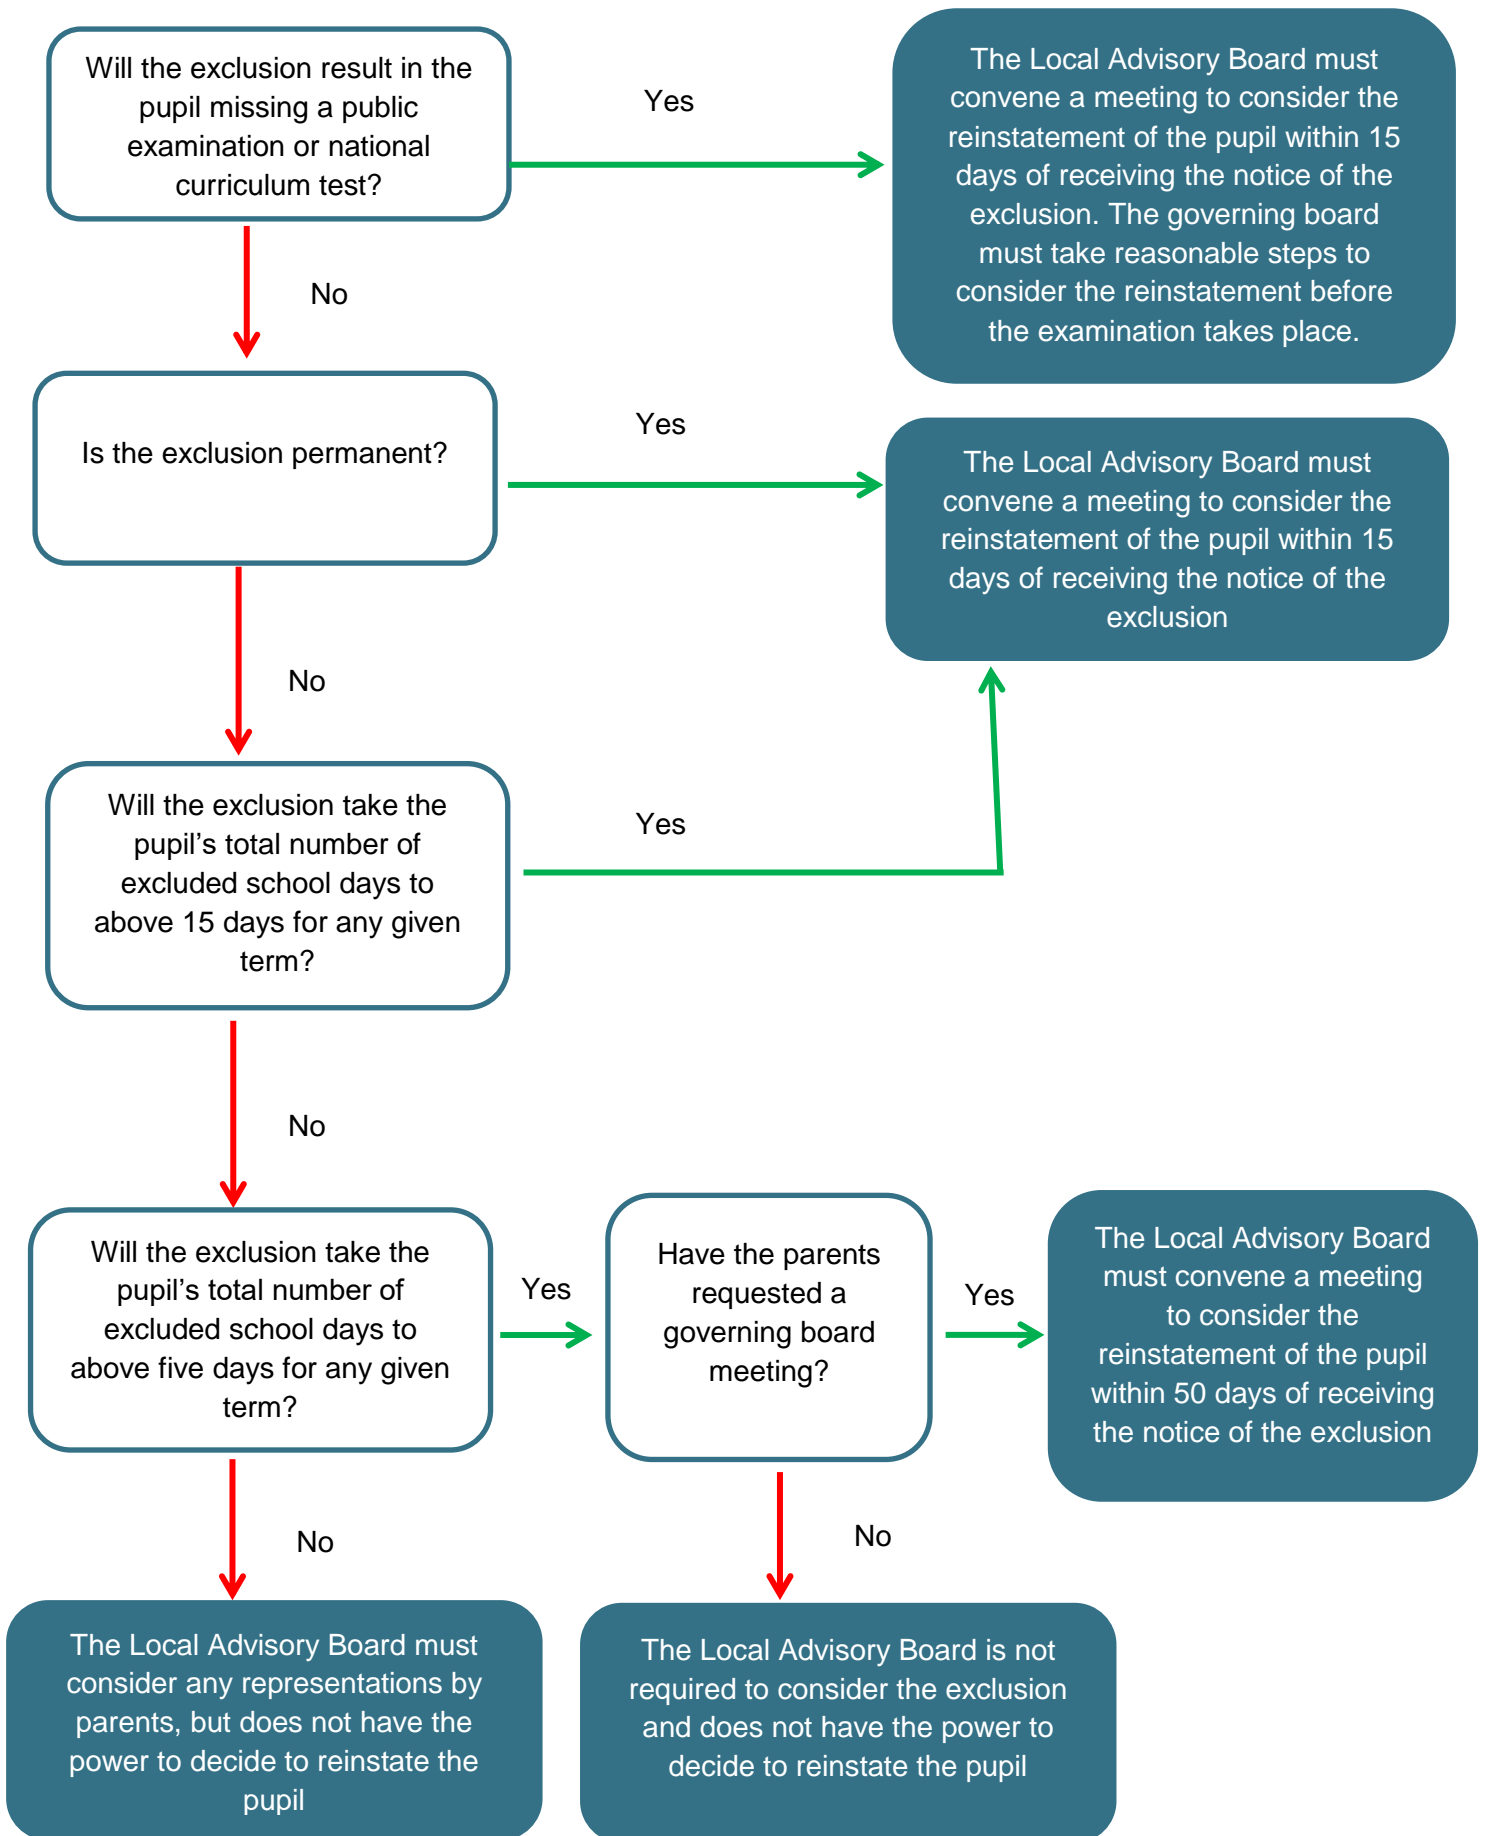 Will the exclusion result in the
pupil missing a public
examination or national
curriculum test?
Yes
The Local Advisory Board must
convene a meeting to consider the
reinstatement of the pupil within 15
days of receiving the notice of the
exclusion. The governing board
must take reasonable steps to
consider the reinstatement before
the examination takes place.
No
Is the exclusion permanent?
Yes
The Local Advisory Board must
convene a meeting to consider the
reinstatement of the pupil within 15
days of receiving the notice of the
exclusion
No
Will the exclusion take the
pupil’s total number of
excluded school days to
above 15 days for any given
term?
Yes
No
Will the exclusion take the
pupil’s total number of
excluded school days to
above five days for any given
term?
Yes
Have the parents
requested a
governing board
meeting?
Yes
The Local Advisory Board
must convene a meeting
to consider the
reinstatement of the pupil
within 50 days of receiving
the notice of the exclusion
No
No
The Local Advisory Board must
consider any representations by
parents, but does not have the
power to decide to reinstate the
pupil
The Local Advisory Board is not
required to consider the exclusion
and does not have the power to
decide to reinstate the pupil